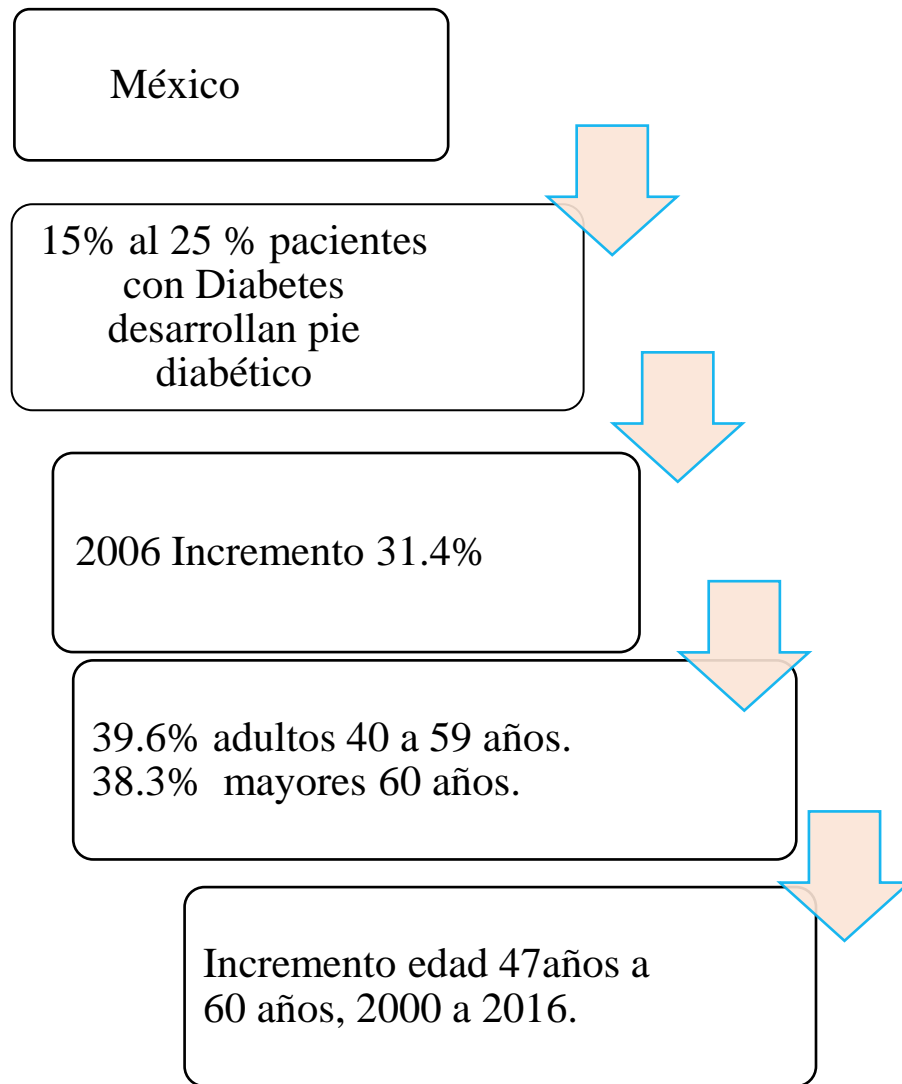 México
15% al 25 % pacientes
con Diabetes
desarrollan pie
diabético
2006 Incremento 31.4%
39.6% adultos 40 a 59 años.
38.3%  mayores 60 años.
Incremento edad 47años a
60 años, 2000 a 2016.